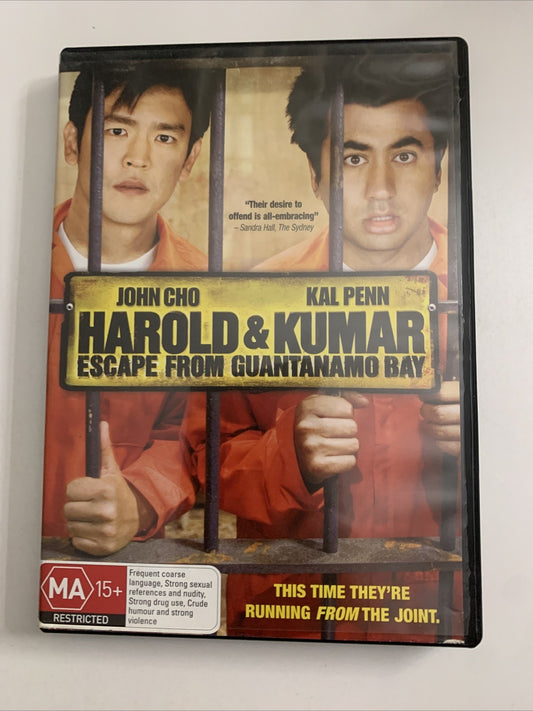 "Their desire to
offend is all-embracing"
– Sandra Hall, The Sydney
JOHN CHO KAL PENN
HAROLD & KUMAR
ESCAPE FROM GUANTANAMO BAY
MA 15+
RESTRICTED
Frequent coarse
language, Strong sexual
references and nudity,
Strong drug use, Crude
humour and strong
violence
THIS TIME THEY'RE
RUNNING FROM THE JOINT.